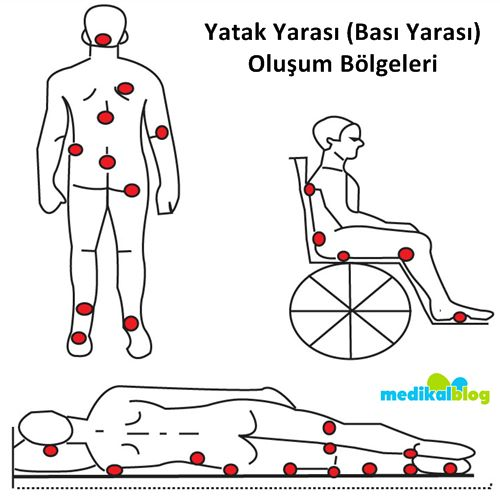 Yatak Yarası (Bası Yarası)
Oluşum Bölgeleri
medikalblog